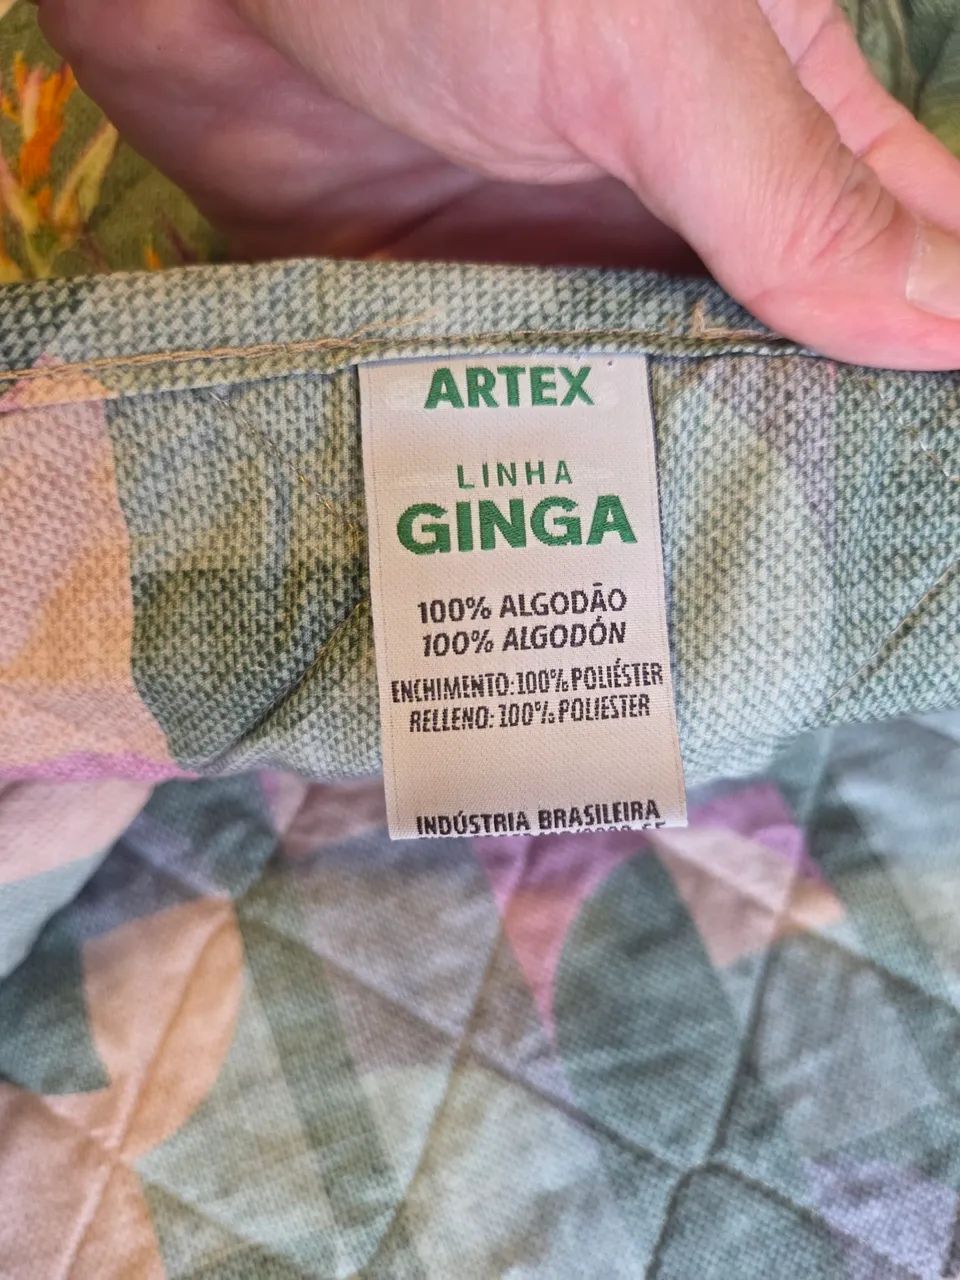 ARTEX
LINHA
GINGA
100% ALGODÃO
100% ALGODÓN
ENCHIMENTO:100% POLIÉSTER
RELLENO: 100% POLIESTER
INDÚSTRIA BRASILEIRA